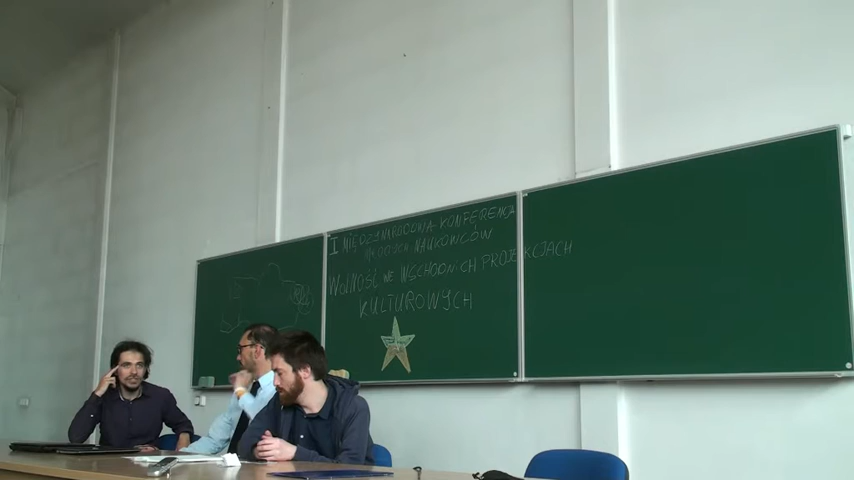 I MIĘDZYNARODOWA KONFERENCJA
MŁODYCH NAUKOWCÓW
WOLNOŚĆ WE WSCHODNICH PROJEKCJACH
KULTUROWYCH